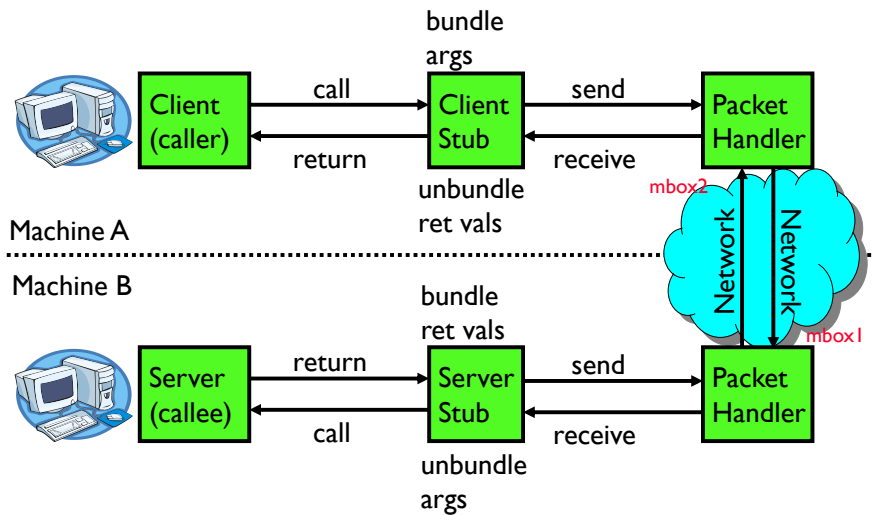 bundle
args
call
send
Client
(caller)
Client
Stub
Packet
Handler
return
receive
unbundle
ret vals
mbox2
Network
Network
Machine A
Machine B
bundle
ret vals
mbox1
return
send
Server
(callee)
Server
Stub
Packet
Handler
call
receive
unbundle
args